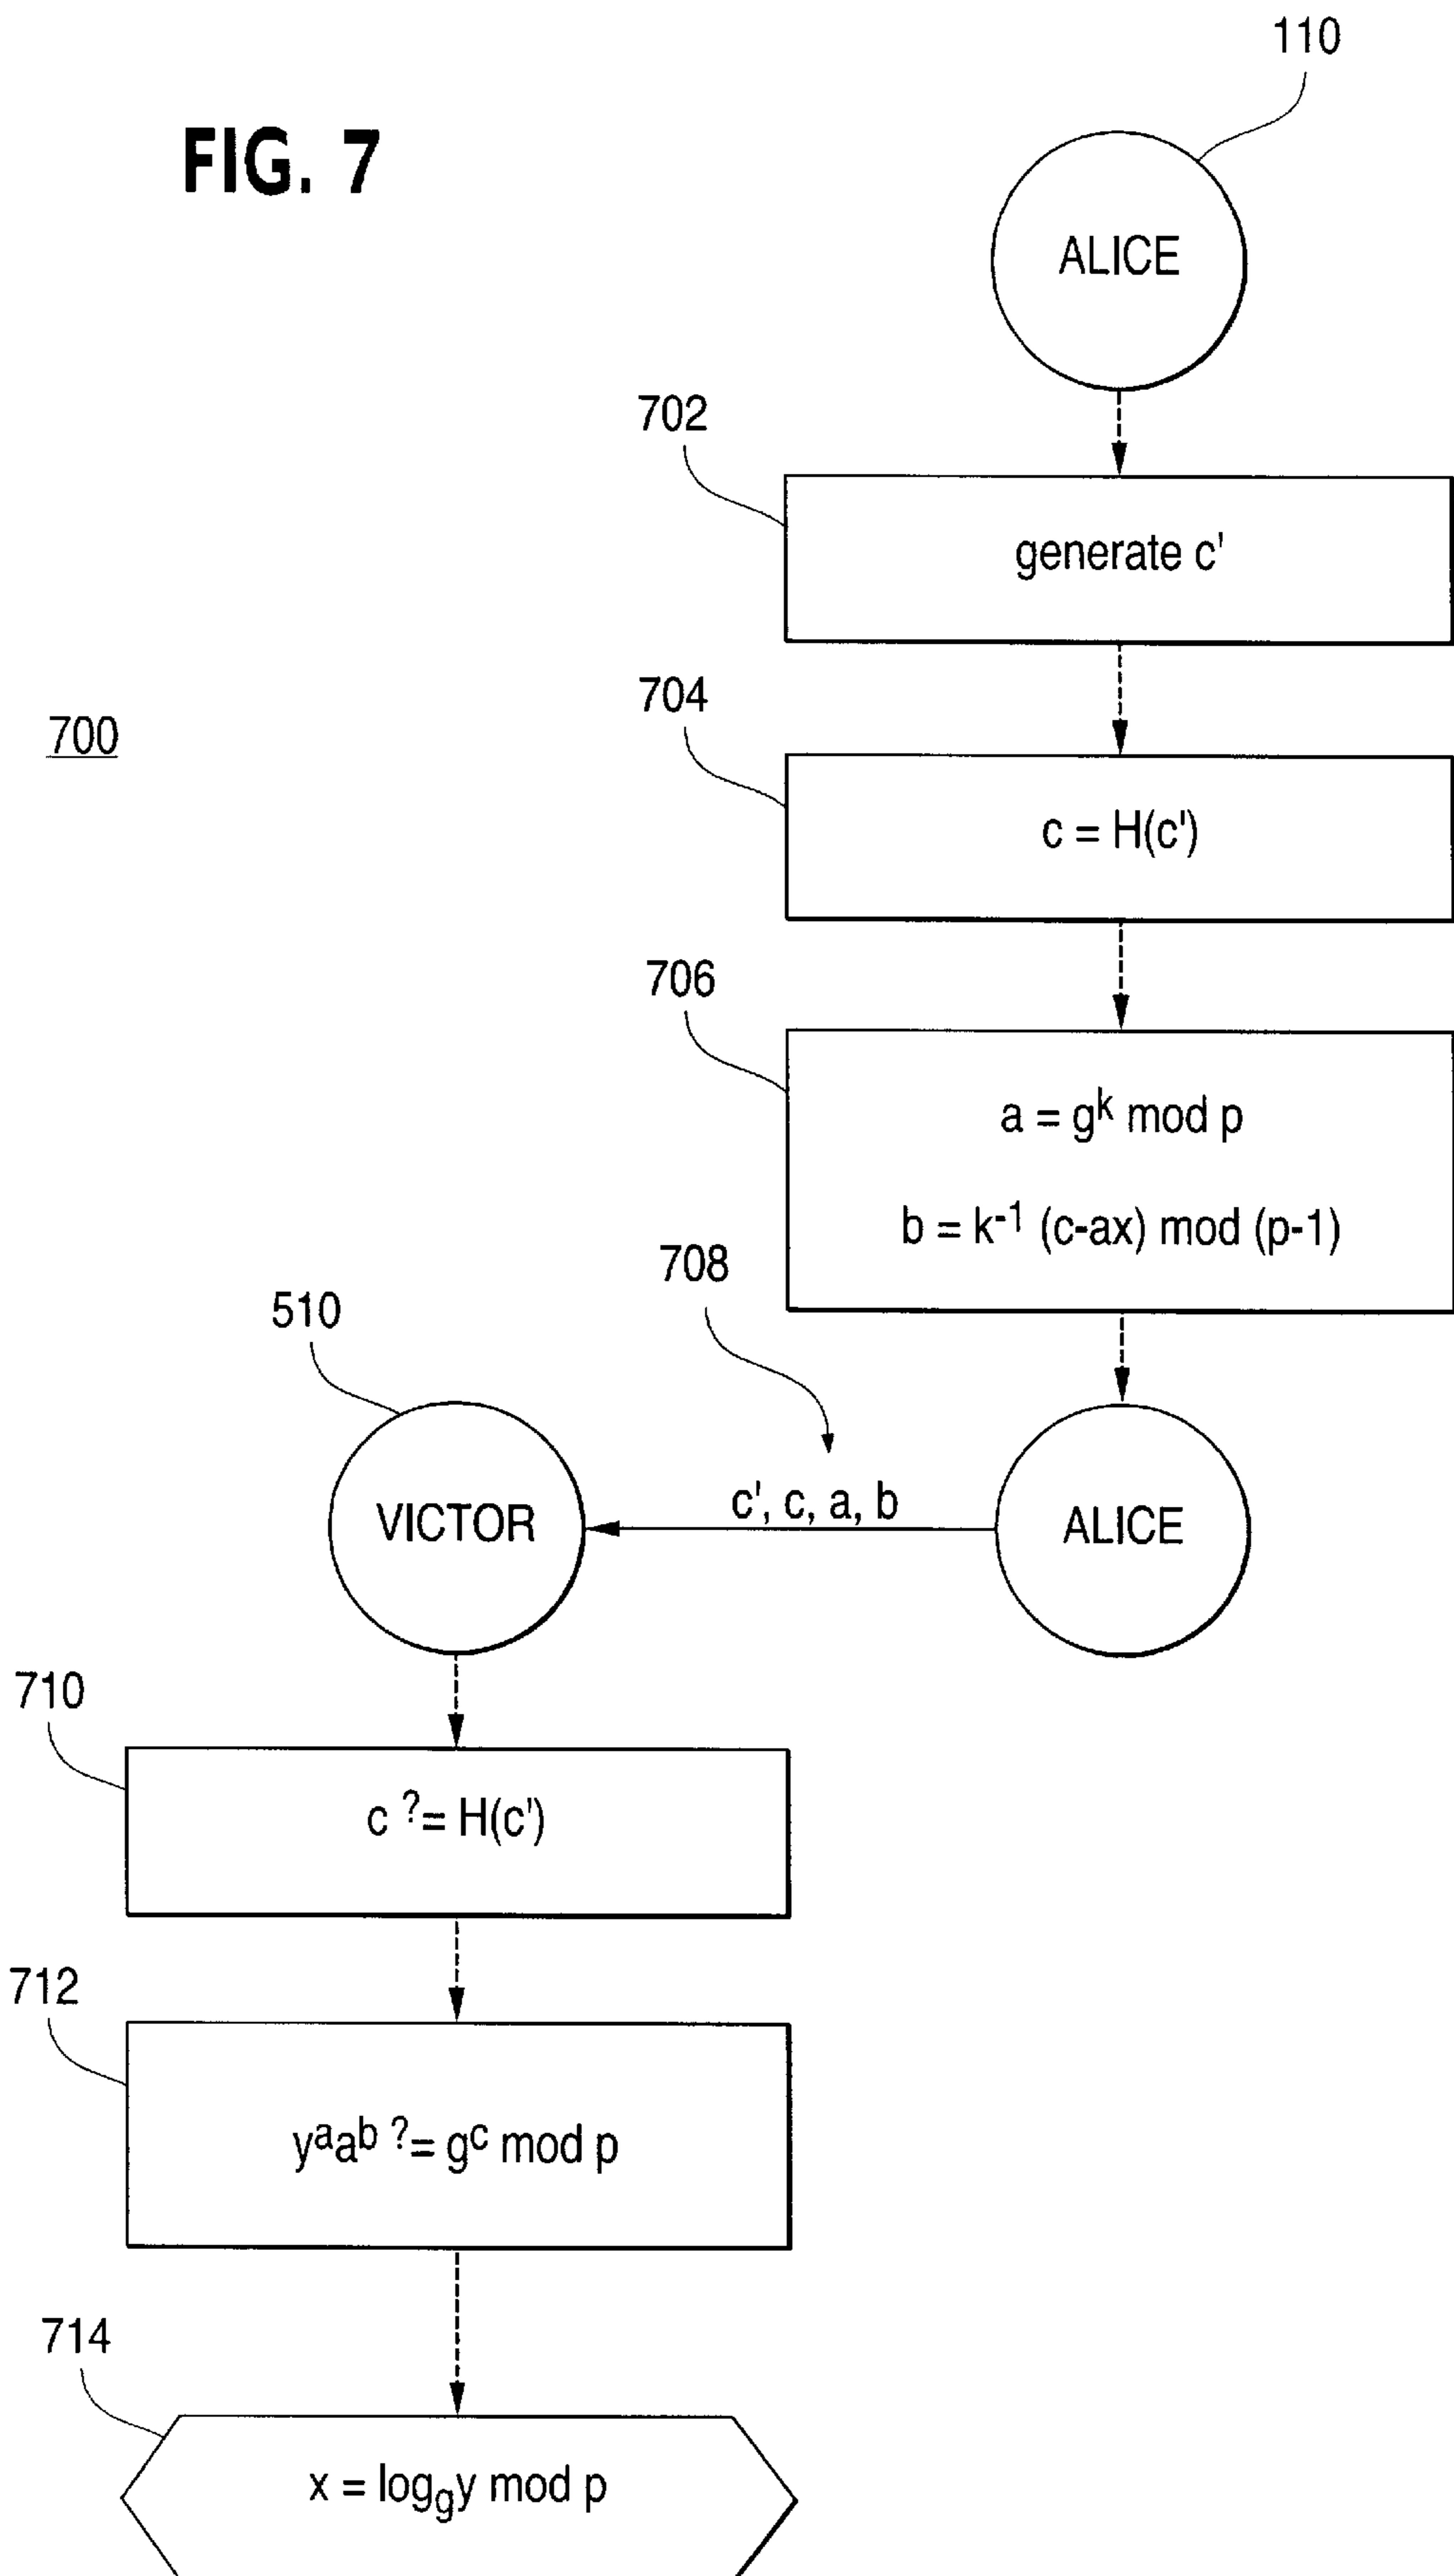 110
FIG. 7
ALICE
702
generate c'
704
700
c = H(c')
706
a = g^k mod p
b = k^-1 (c-ax) mod (p-1)
708
510
c', c, a, b
VICTOR
ALICE
710
c ?= H(c')
712
y^a a^b ?= g^c mod p
714
x = log_g y mod p